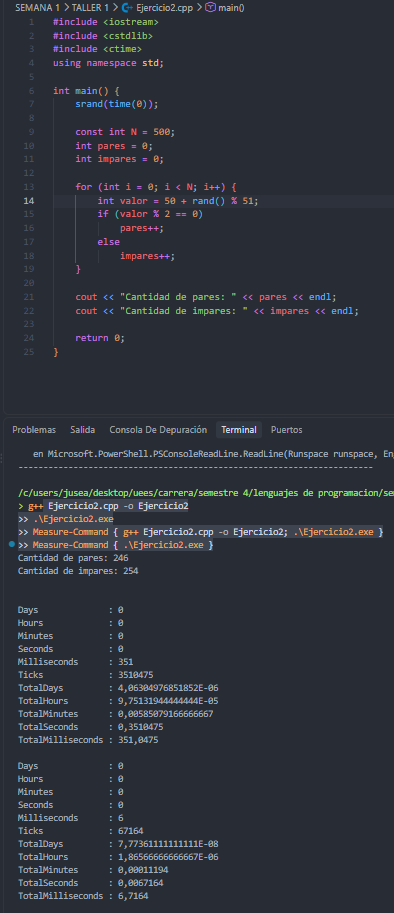 SEMANA 1 > TALLER 1 > Ejercicio2.cpp > main()
1 #include <iostream>
2 #include <cstdlib>
3 #include <ctime>
4 using namespace std;
5
6 int main() {
7     srand(time(0));
8
9     const int N = 500;
10     int pares = 0;
11     int impares = 0;
12
13     for (int i = 0; i < N; i++) {
14         int valor = 50 + rand() % 51;
15         if (valor % 2 == 0)
16             pares++;
17         else
18             impares++;
19     }
20
21     cout << "Cantidad de pares: " << pares << endl;
22     cout << "Cantidad de impares: " << impares << endl;
23
24     return 0;
25 }
Problemas Salida Consola De Depuración Terminal Puertos
en Microsoft.PowerShell.PSConsoleReadLine.ReadLine(Runspace runspace, En
-----------------------------------------------------------------------
/c/users/jusea/desktop/uees/carrera/semestre 4/lenguajes de programacion/se
> g++ Ejercicio2.cpp -o Ejercicio2
>> .\Ejercicio2.exe
>> Measure-Command { g++ Ejercicio2.cpp -o Ejercicio2; .\Ejercicio2.exe }
>> Measure-Command { .\Ejercicio2.exe }
Cantidad de pares: 246
Cantidad de impares: 254
Days : 0
Hours : 0
Minutes : 0
Seconds : 0
Milliseconds : 351
Ticks : 3510475
TotalDays : 4,06304976851852E-06
TotalHours : 9,75131944444444E-05
TotalMinutes : 0,00585079166666667
TotalSeconds : 0,3510475
TotalMilliseconds : 351,0475
Days : 0
Hours : 0
Minutes : 0
Seconds : 0
Milliseconds : 6
Ticks : 67164
TotalDays : 7,77361111111111E-08
TotalHours : 1,86566666666667E-06
TotalMinutes : 0,00011194
TotalSeconds : 0,0067164
TotalMilliseconds : 6,7164